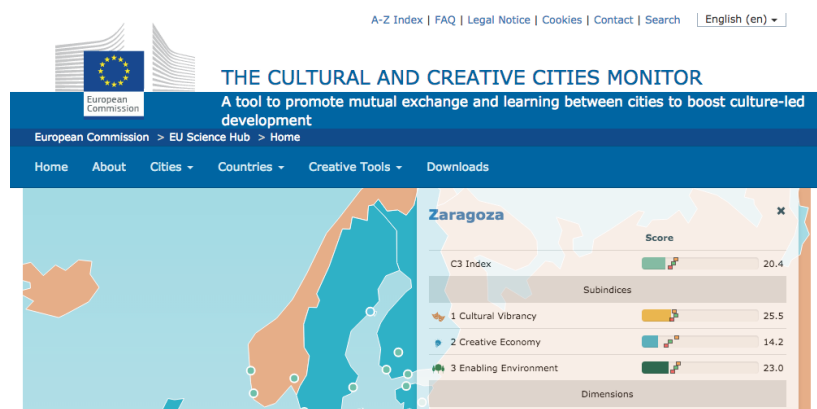 A-Z Index | FAQ | Legal Notice | Cookies | Contact | Search English (en)
European
Commission
THE CULTURAL AND CREATIVE CITIES MONITOR
A tool to promote mutual exchange and learning between cities to boost culture-led
development
European Commission > EU Science Hub > Home
Home About Cities Countries Creative Tools Downloads
Zaragoza ×
Score
C3 Index 20.4
Subindices
1 Cultural Vibrancy 25.5
2 Creative Economy 14.2
3 Enabling Environment 23.0
Dimensions